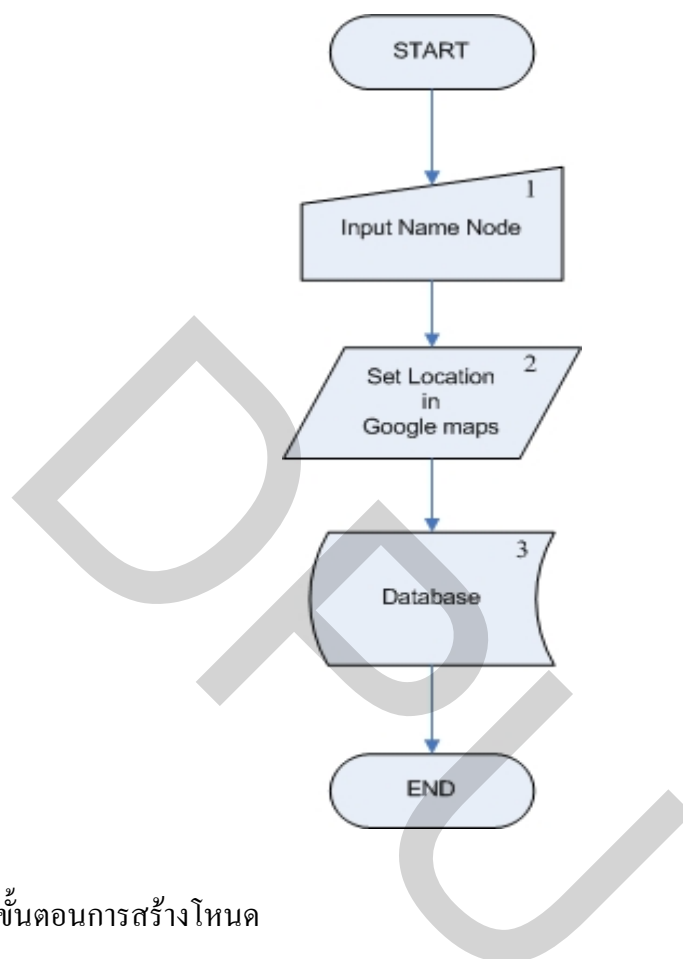 START
1
Input Name Node
2
Set Location
in
Google maps
3
Database
END
ขั้นตอนการสร้างโหนด
DPU